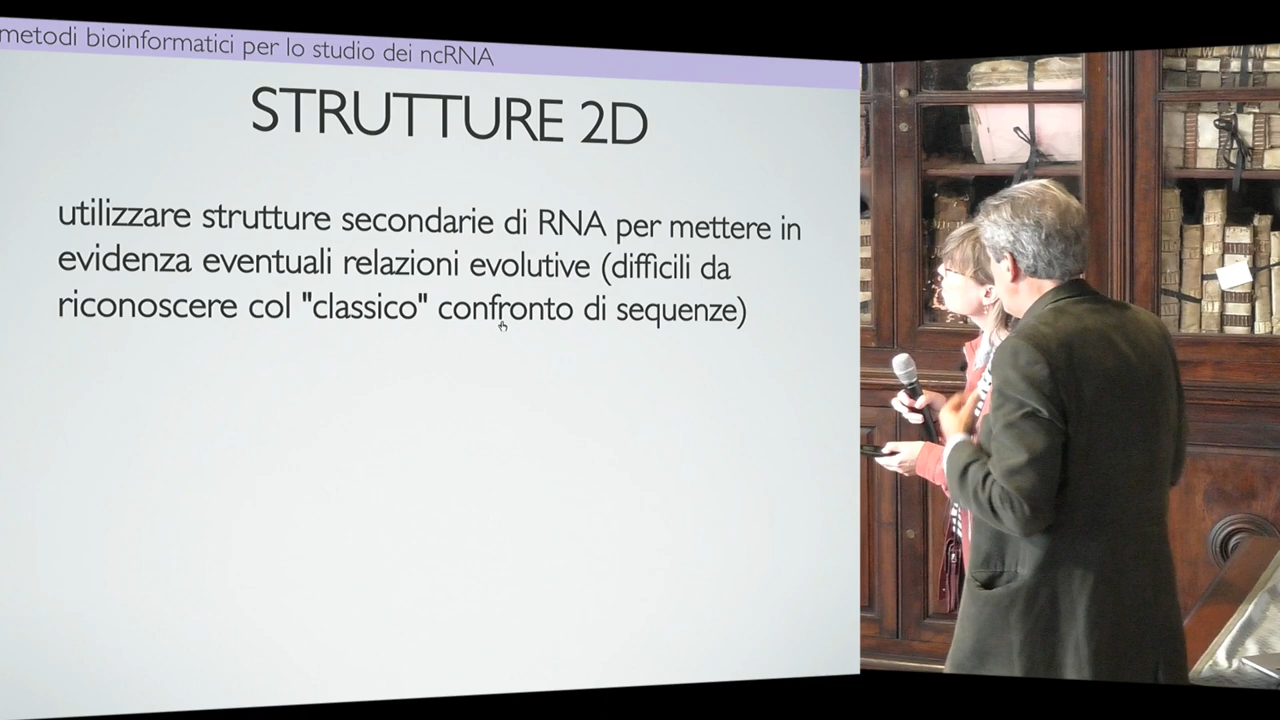 metodi bioinformatici per lo studio dei ncRNA
STRUTTURE 2D
utilizzare strutture secondarie di RNA per mettere in
evidenza eventuali relazioni evolutive (difficili da
riconoscere col "classico" confronto di sequenze)